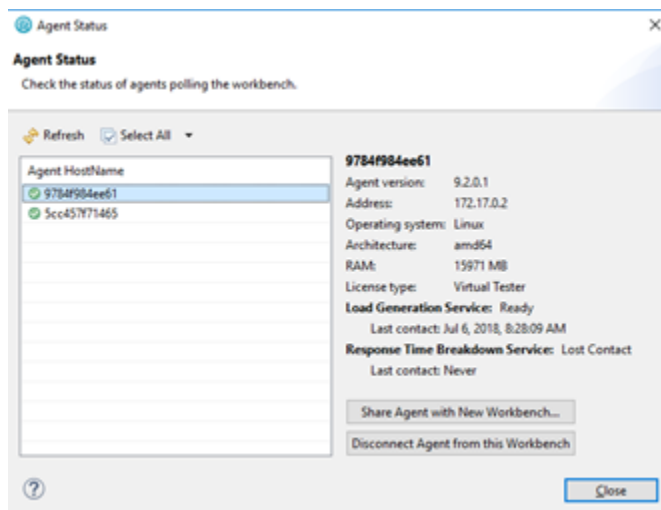 Agent Status
Agent Status
Check the status of agents polling the workbench.
Refresh Select All
Agent HostName
9784f984ee61
5cc457f71465
9784f984ee61
Agent version: 9.2.0.1
Address: 172.17.0.2
Operating system: Linux
Architecture: amd64
RAM: 15971 MB
License type: Virtual Tester
Load Generation Service: Ready
Last contact: Jul 6, 2018, 8:28:09 AM
Response Time Breakdown Service: Lost Contact
Last contact: Never
Share Agent with New Workbench...
Disconnect Agent from this Workbench
Close